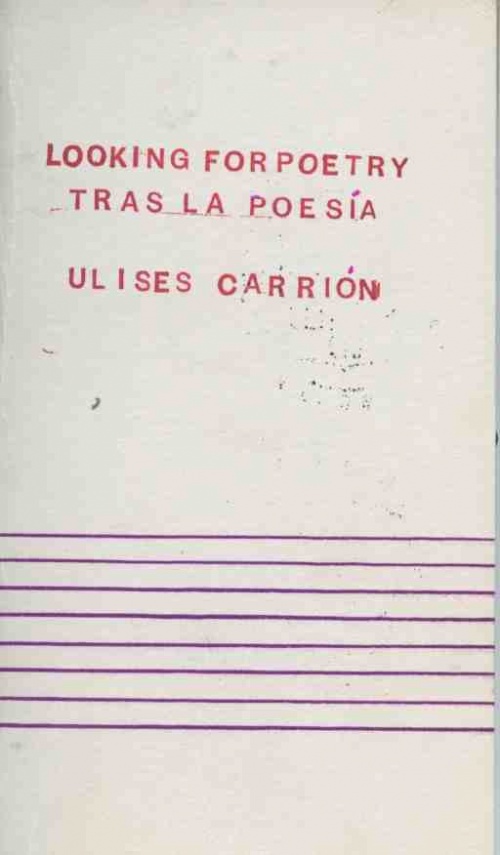 LOOKING FOR POETRY
TRAS LA POESÍA
ULISES CARRIÓN